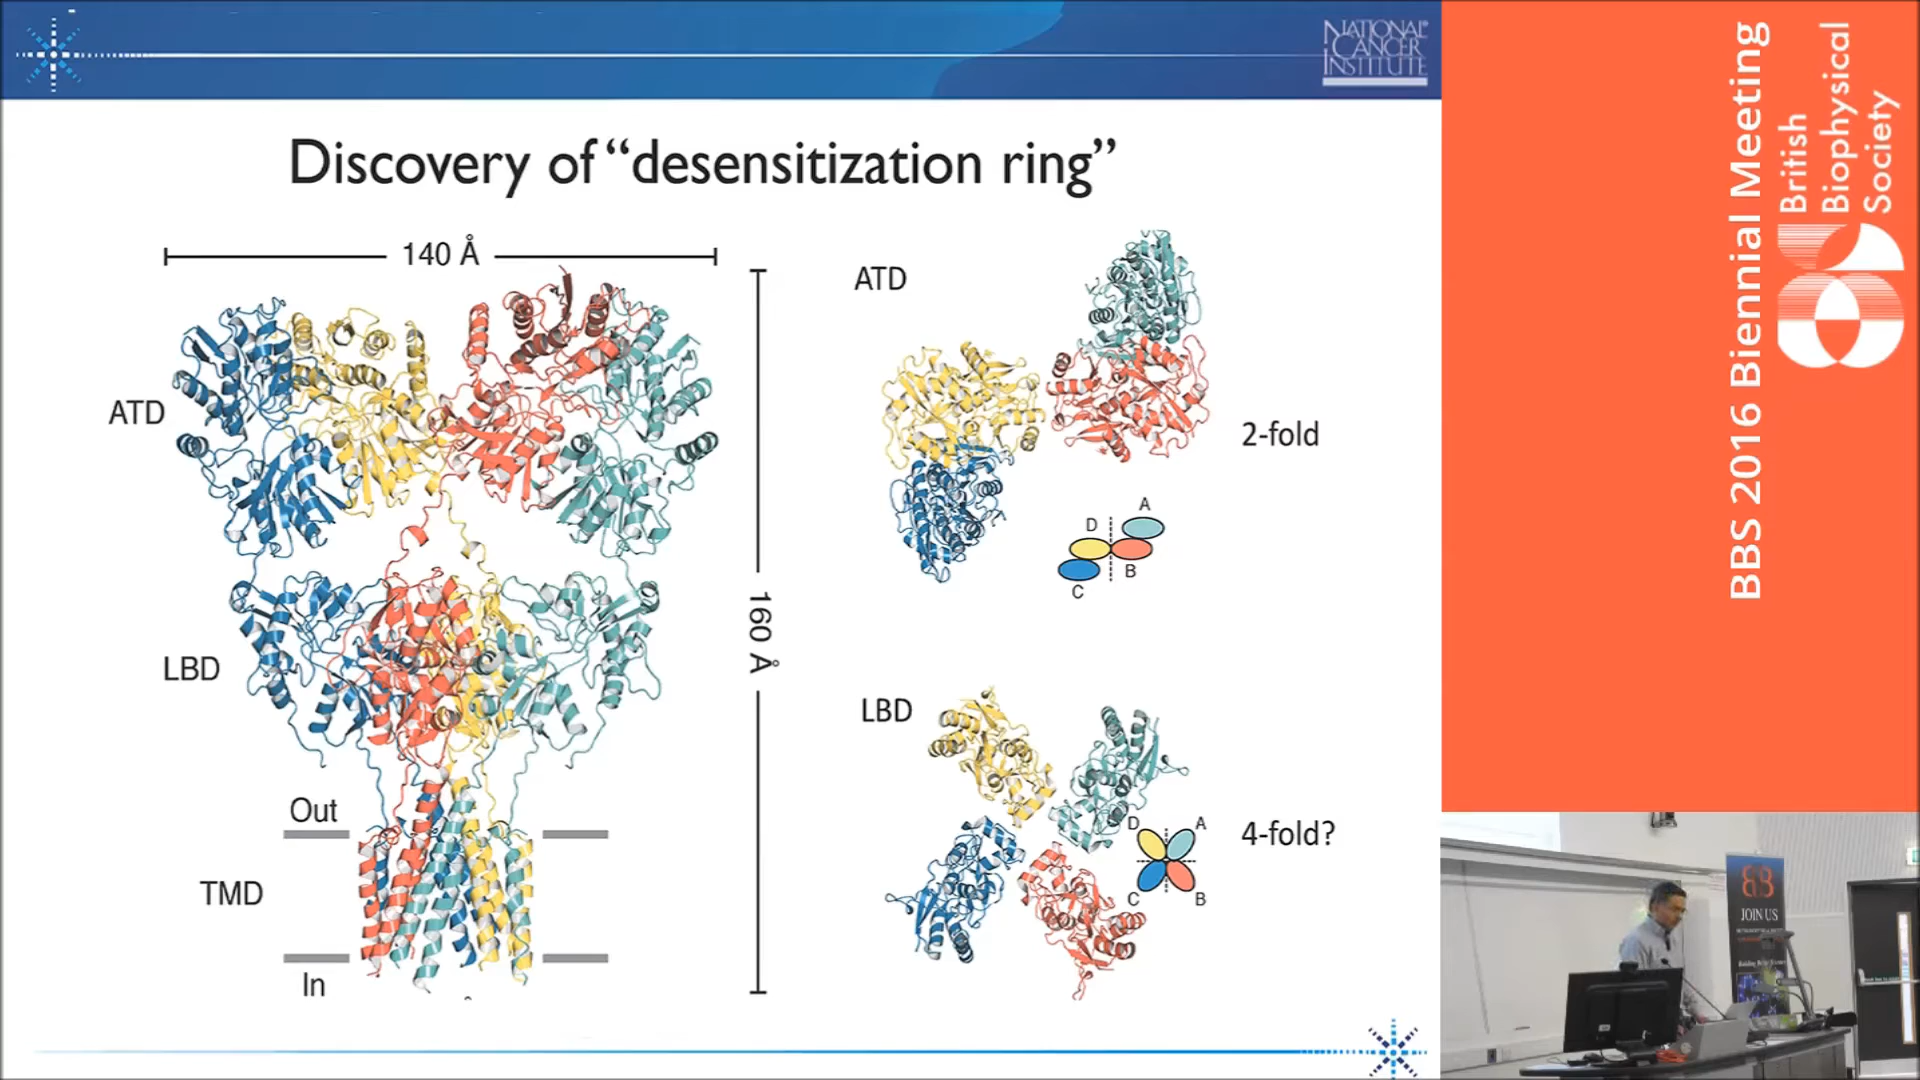 NATIONAL
CANCER
INSTITUTE
Discovery of “desensitization ring”
140 Å
160 Å
ATD
LBD
Out
TMD
In
ATD
2-fold
A
D
B
C
LBD
4-fold?
D
A
C
B
BBS 2016 Biennial Meeting
British
Biophysical
Society
JOIN US